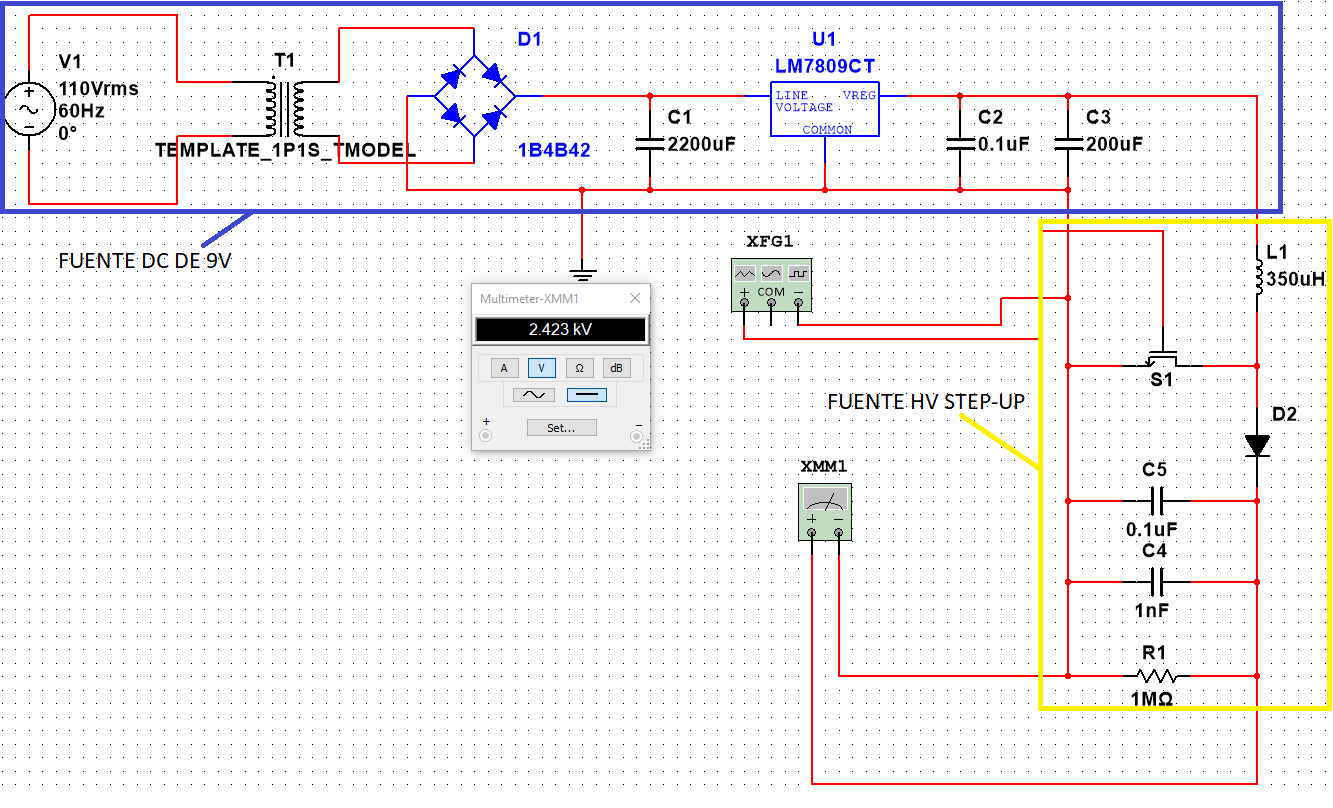 V1
110Vrms
60Hz
0°
T1
TEMPLATE_1P1S_TMODEL
D1
1B4B42
U1
LM7809CT
LINE VREG
VOLTAGE
COMMON
C1
2200uF
C2
0.1uF
C3
200uF
FUENTE DC DE 9V
XFG1
+ COM −
L1
350uH
Multimeter-XMM1
2.423 kV
A V Ω dB
Set...
+ −
S1
FUENTE HV STEP-UP
D2
XMM1
+ −
C5
0.1uF
C4
1nF
R1
1MΩ